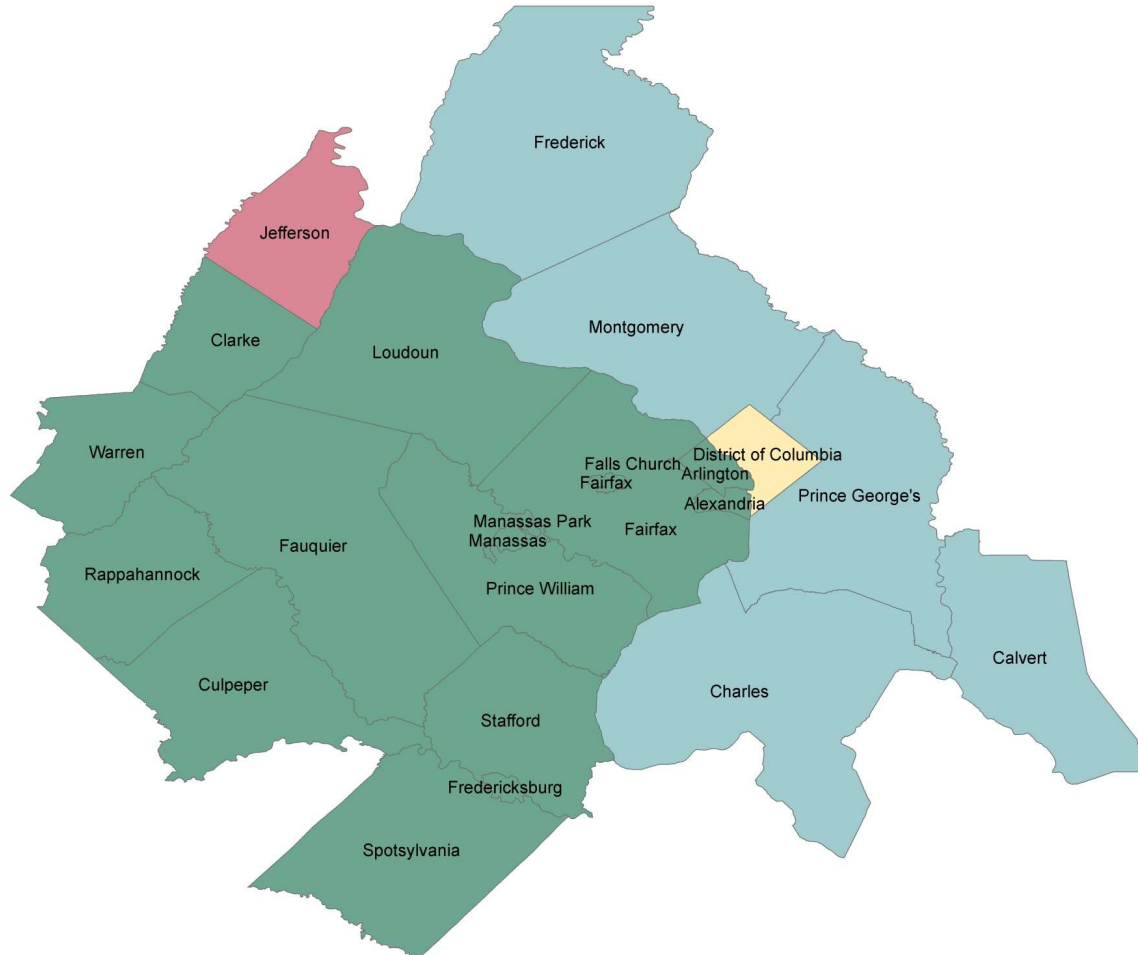 Frederick
Jefferson
Montgomery
Clarke
Loudoun
Warren
District of Columbia
Falls Church
Arlington
Fairfax
Prince George's
Alexandria
Manassas Park
Fairfax
Manassas
Fauquier
Rappahannock
Prince William
Calvert
Culpeper
Charles
Stafford
Fredericksburg
Spotsylvania